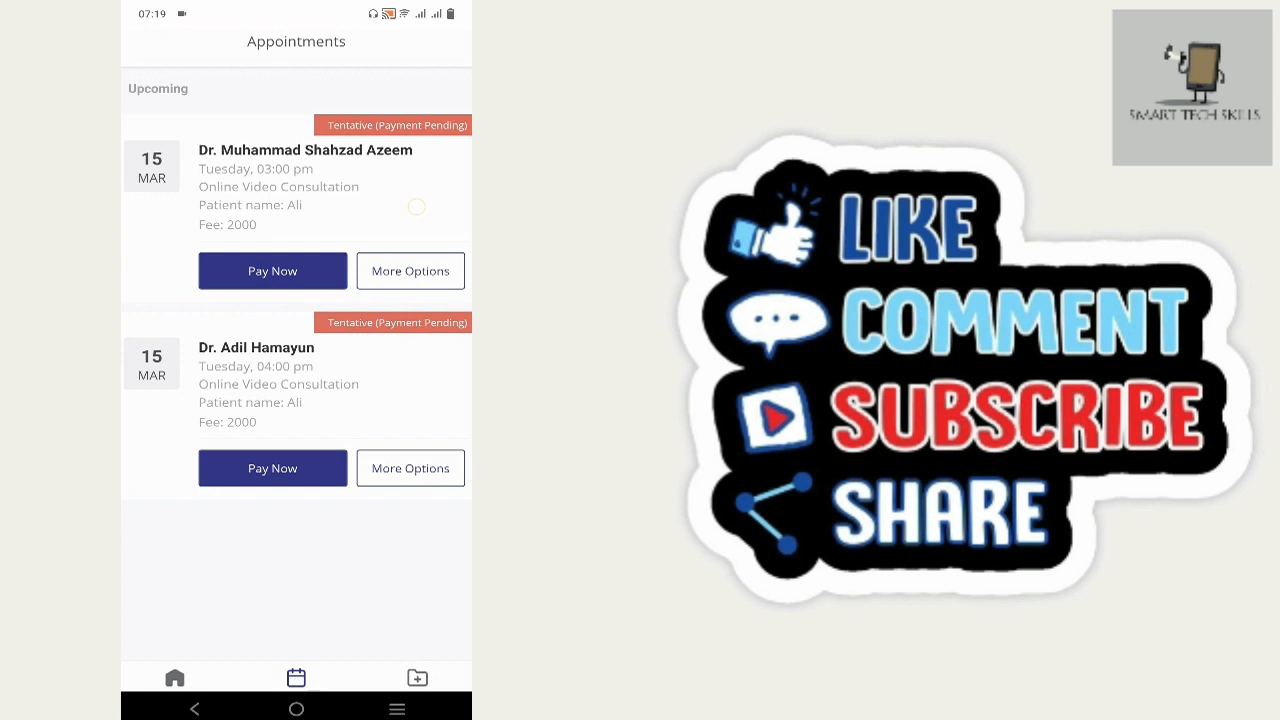 07:19
Appointments
Upcoming
Tentative (Payment Pending)
15
MAR
Dr. Muhammad Shahzad Azeem
Tuesday, 03:00 pm
Online Video Consultation
Patient name: Ali
Fee: 2000
Pay Now
More Options
Tentative (Payment Pending)
15
MAR
Dr. Adil Hamayun
Tuesday, 04:00 pm
Online Video Consultation
Patient name: Ali
Fee: 2000
Pay Now
More Options
LIKE
COMMENT
SUBSCRIBE
SHARE
SMART TECH SKILLS